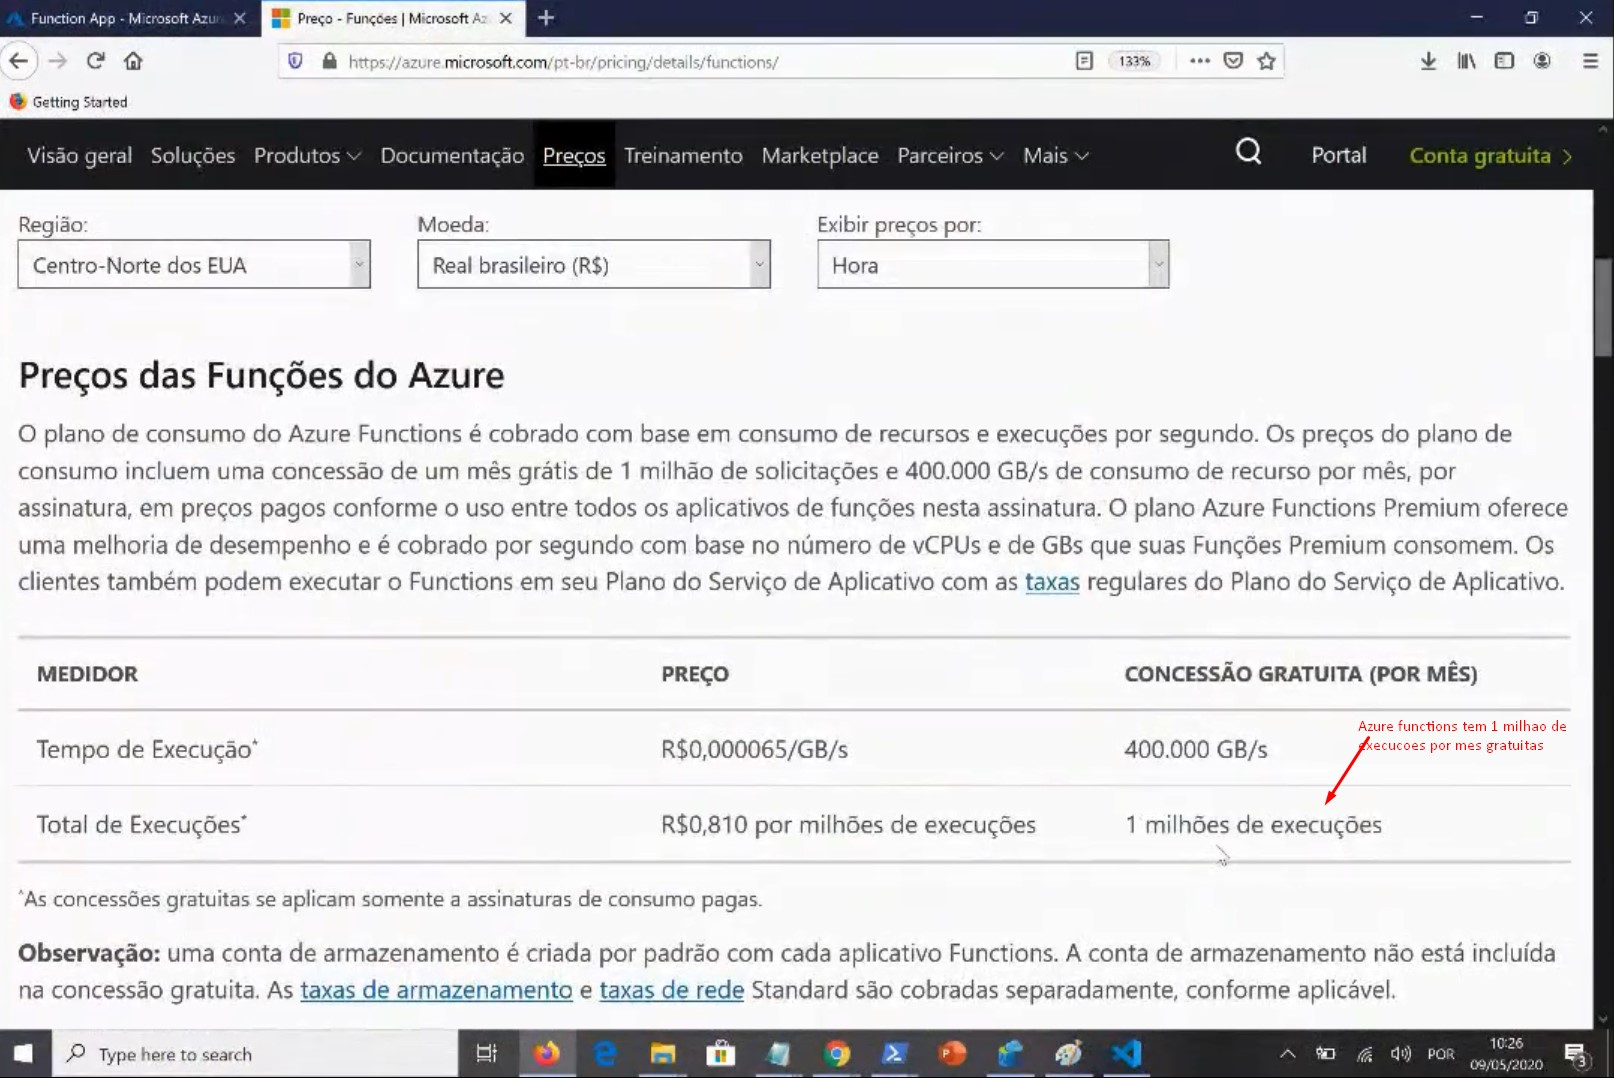 Function App - Microsoft Azur
Preço - Funções | Microsoft Az
https://azure.microsoft.com/pt-br/pricing/details/functions/
133%
Getting Started
Visão geral Soluções Produtos Documentação Preços Treinamento Marketplace Parceiros Mais Portal Conta gratuita
Região: Moeda: Exibir preços por:
Centro-Norte dos EUA Real brasileiro (R$) Hora
Preços das Funções do Azure
O plano de consumo do Azure Functions é cobrado com base em consumo de recursos e execuções por segundo. Os preços do plano de
consumo incluem uma concessão de um mês grátis de 1 milhão de solicitações e 400.000 GB/s de consumo de recurso por mês, por
assinatura, em preços pagos conforme o uso entre todos os aplicativos de funções nesta assinatura. O plano Azure Functions Premium oferece
uma melhoria de desempenho e é cobrado por segundo com base no número de vCPUs e de GBs que suas Funções Premium consomem. Os
clientes também podem executar o Functions em seu Plano do Serviço de Aplicativo com as taxas regulares do Plano do Serviço de Aplicativo.
MEDIDOR PREÇO CONCESSÃO GRATUITA (POR MÊS)
Azure functions tem 1 milhao de
execucoes por mes gratuitas
Tempo de Execução* R$0,000065/GB/s 400.000 GB/s
Total de Execuções* R$0,810 por milhões de execuções 1 milhões de execuções
*As concessões gratuitas se aplicam somente a assinaturas de consumo pagas.
Observação: uma conta de armazenamento é criada por padrão com cada aplicativo Functions. A conta de armazenamento não está incluída
na concessão gratuita. As taxas de armazenamento e taxas de rede Standard são cobradas separadamente, conforme aplicável.
Type here to search
POR
10:26
09/05/2020
3